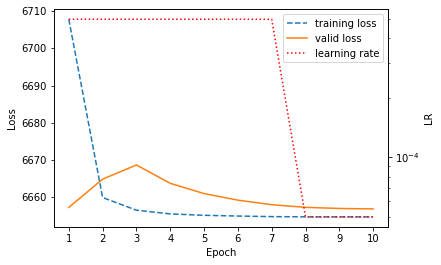 6710
6700
6690
6680
6670
6660
Loss
1 2 3 4 5 6 7 8 9 10
Epoch
training loss
valid loss
learning rate
10⁻⁴
LR